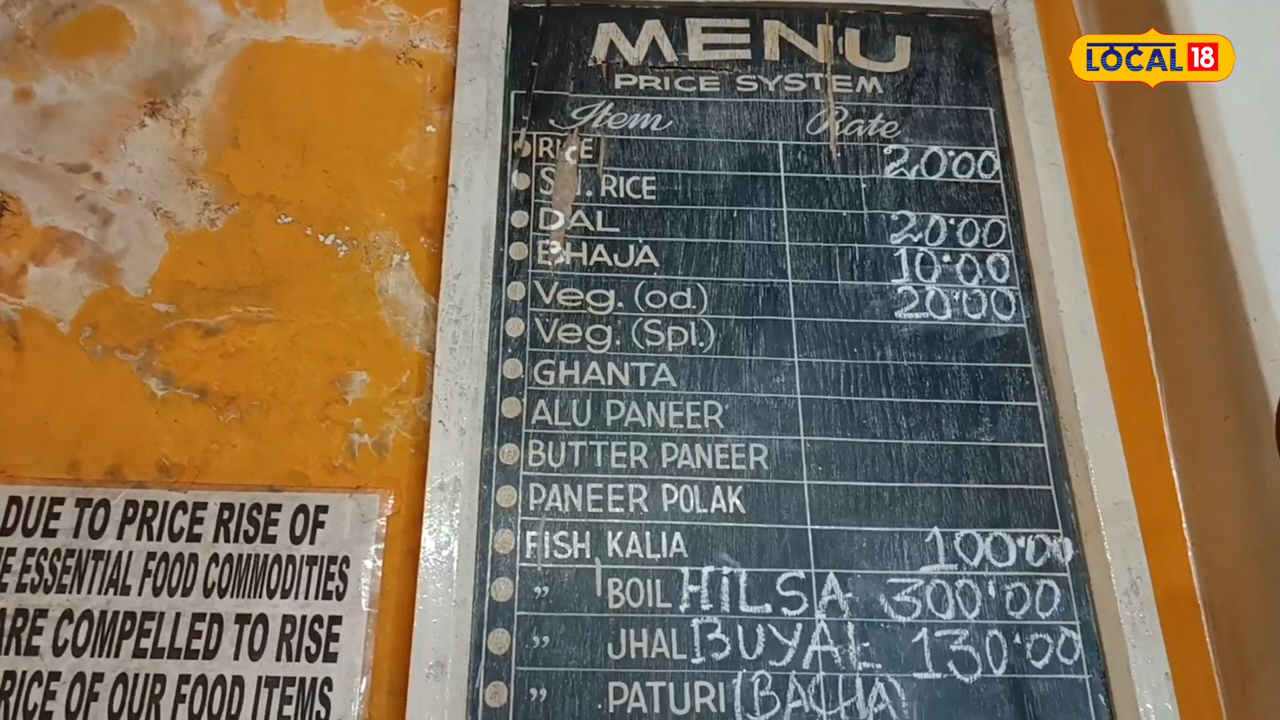 LOCAL 18
MENU
PRICE SYSTEM
Item Rate
RICE 20·00
RICE
DAL 20·00
BHAJA 10·00
Veg. (od.) 20·00
Veg. (Spl.)
GHANTA
ALU PANEER
BUTTER PANEER
PANEER POLAK
FISH KALIA 100·00
„ BOIL HILSA 300·00
„ JHAL BUYAL 130·00
„ PATURI (BACHA)
DUE TO PRICE RISE OF
ESSENTIAL FOOD COMMODITIES
ARE COMPELLED TO RISE
PRICE OF OUR FOOD ITEMS.